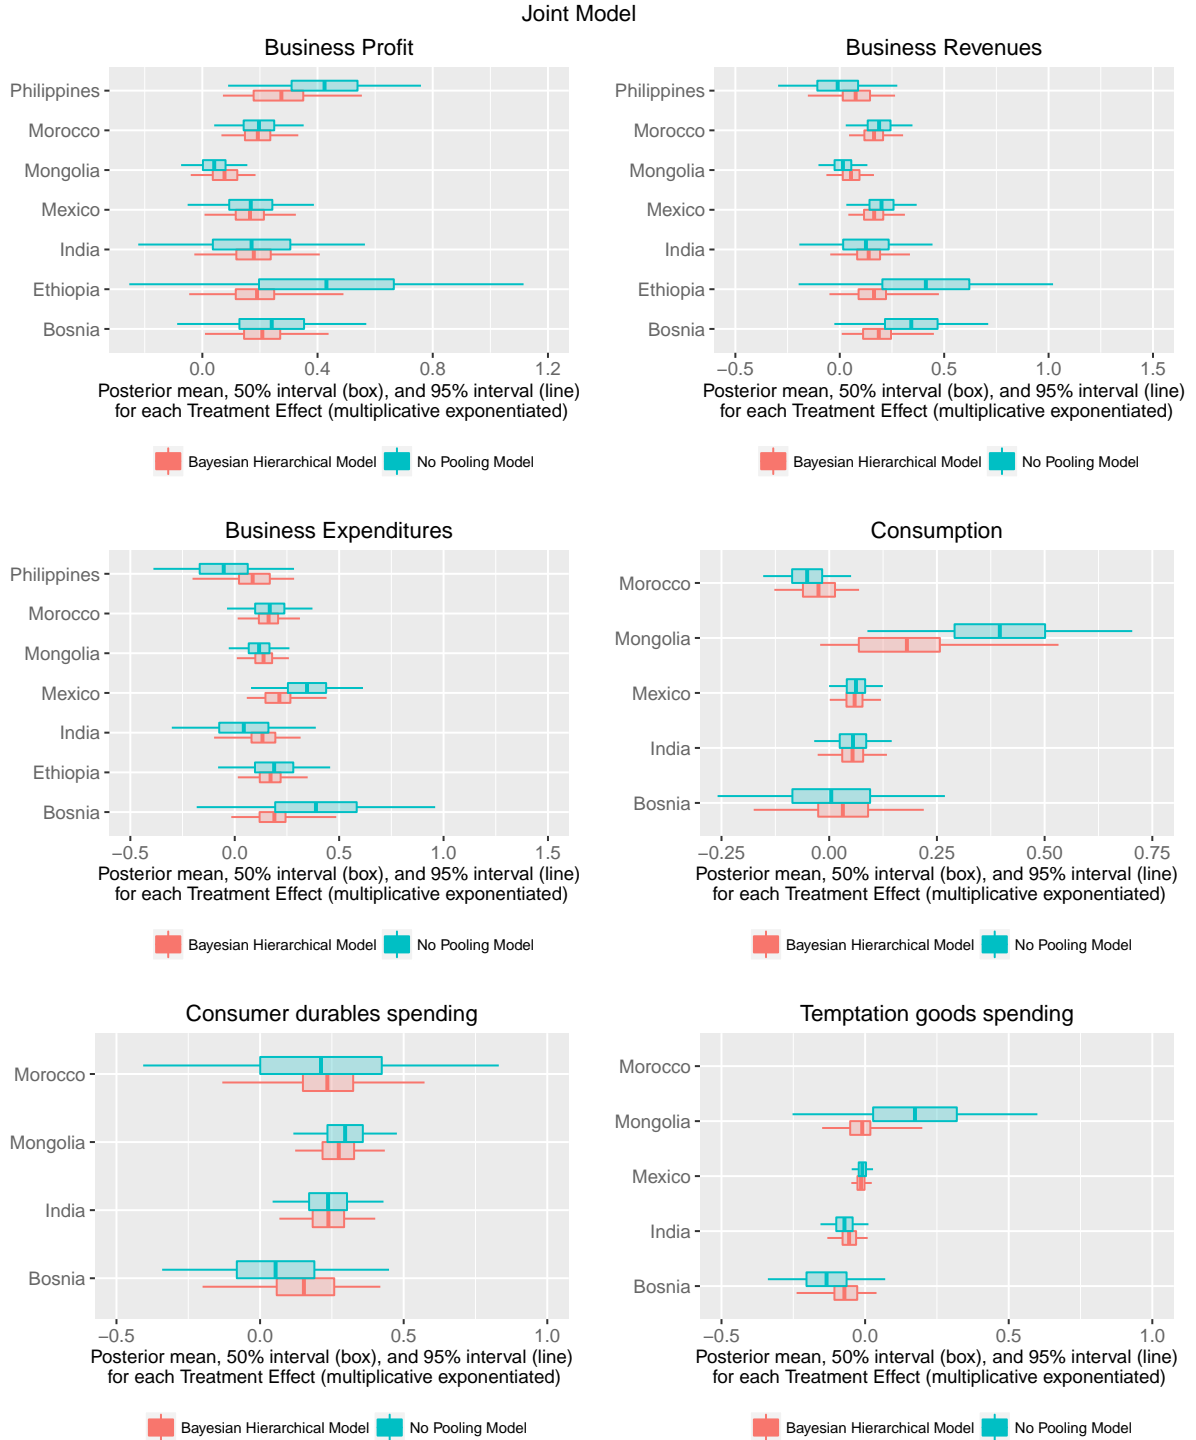 Joint Model
Business Profit
Philippines
Morocco
Mongolia
Mexico
India
Ethiopia
Bosnia
0.0 0.4 0.8 1.2
Posterior mean, 50% interval (box), and 95% interval (line)
for each Treatment Effect (multiplicative exponentiated)
Bayesian Hierarchical Model No Pooling Model
Business Revenues
Philippines
Morocco
Mongolia
Mexico
India
Ethiopia
Bosnia
−0.5 0.0 0.5 1.0 1.5
Posterior mean, 50% interval (box), and 95% interval (line)
for each Treatment Effect (multiplicative exponentiated)
Bayesian Hierarchical Model No Pooling Model
Business Expenditures
Philippines
Morocco
Mongolia
Mexico
India
Ethiopia
Bosnia
−0.5 0.0 0.5 1.0 1.5
Posterior mean, 50% interval (box), and 95% interval (line)
for each Treatment Effect (multiplicative exponentiated)
Bayesian Hierarchical Model No Pooling Model
Consumption
Morocco
Mongolia
Mexico
India
Bosnia
−0.25 0.00 0.25 0.50 0.75
Posterior mean, 50% interval (box), and 95% interval (line)
for each Treatment Effect (multiplicative exponentiated)
Bayesian Hierarchical Model No Pooling Model
Consumer durables spending
Morocco
Mongolia
India
Bosnia
−0.5 0.0 0.5 1.0
Posterior mean, 50% interval (box), and 95% interval (line)
for each Treatment Effect (multiplicative exponentiated)
Bayesian Hierarchical Model No Pooling Model
Temptation goods spending
Morocco
Mongolia
Mexico
India
Bosnia
−0.5 0.0 0.5 1.0
Posterior mean, 50% interval (box), and 95% interval (line)
for each Treatment Effect (multiplicative exponentiated)
Bayesian Hierarchical Model No Pooling Model